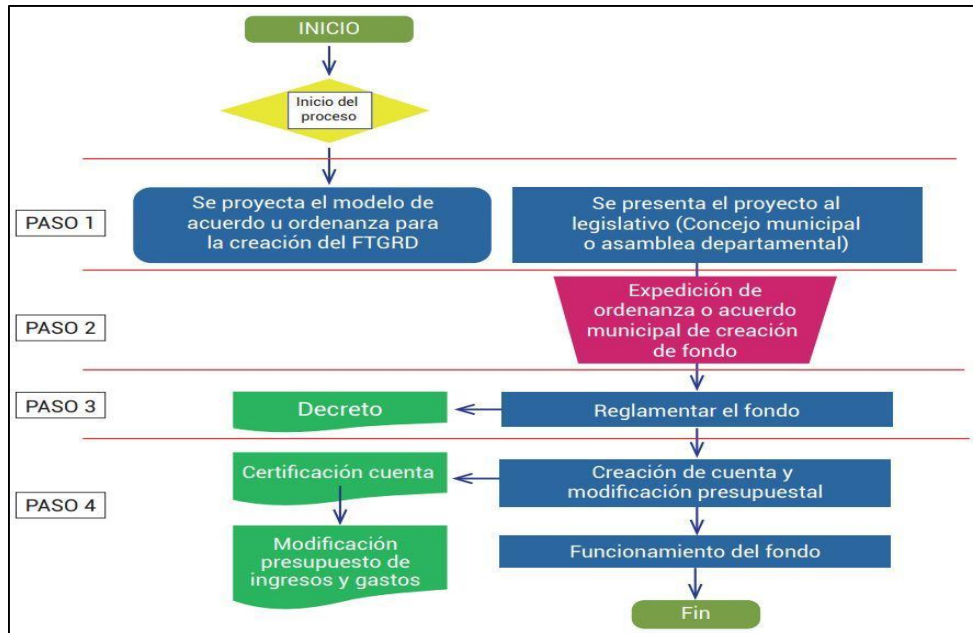 INICIO
Inicio del
proceso
PASO 1
Se proyecta el modelo de
acuerdo u ordenanza para
la creación del FTGRD
Se presenta el proyecto al
legislativo (Concejo municipal
o asamblea departamental)
PASO 2
Expedición de
ordenanza o acuerdo
municipal de creación
de fondo
PASO 3
Decreto
Reglamentar el fondo
PASO 4
Certificación cuenta
Creación de cuenta y
modificación presupuestal
Modificación
presupuesto de
ingresos y gastos
Funcionamiento del fondo
Fin